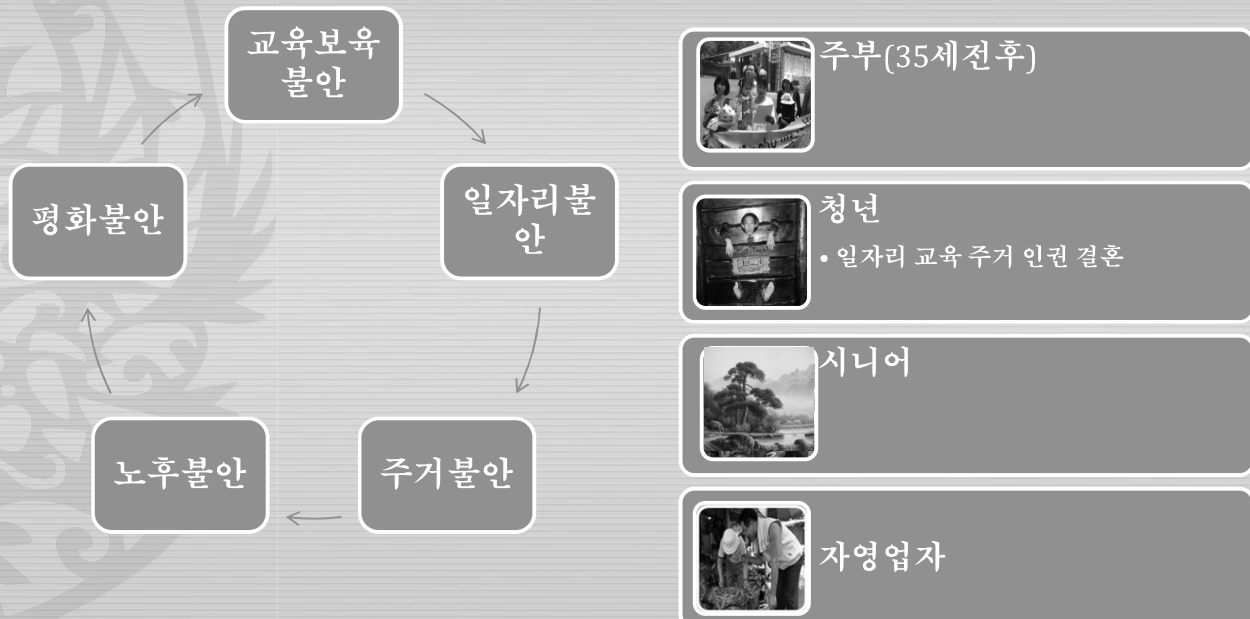 교육보육
불안
일자리불
안
주거불안
노후불안
평화불안
주부(35세전후)
청년
• 일자리 교육 주거 인권 결혼
시니어
자영업자